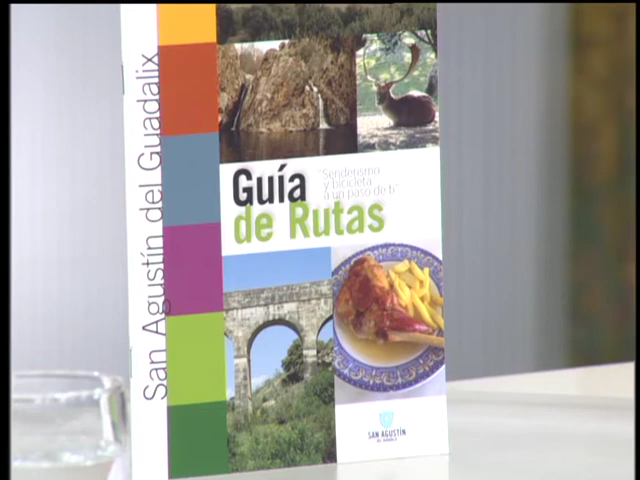 San Agustín del Guadalix
Guía
de Rutas
"Senderismo
y bicicleta
a un paso de ti"
SAN AGUSTÍN